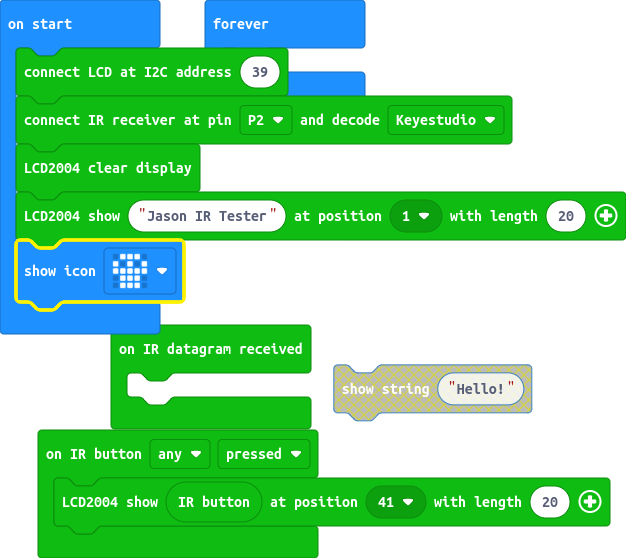 on start
forever
connect LCD at I2C address 39
connect IR receiver at pin P2 and decode Keyestudio
LCD2004 clear display
LCD2004 show "Jason IR Tester" at position 1 with length 20
show icon
on IR datagram received
show string "Hello!"
on IR button any pressed
LCD2004 show IR button at position 41 with length 20